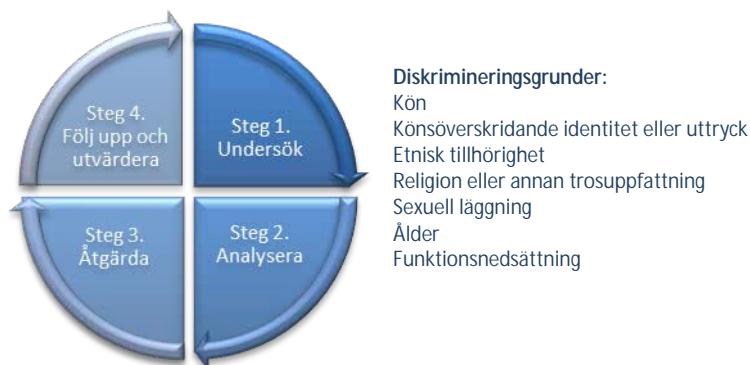 Steg 1.
Undersök
Steg 2.
Analysera
Steg 3.
Åtgärda
Steg 4.
Följ upp och
utvärdera
Diskrimineringsgrunder:
Kön
Könsöverskridande identitet eller uttryck
Etnisk tillhörighet
Religion eller annan trosuppfattning
Sexuell läggning
Ålder
Funktionsnedsättning